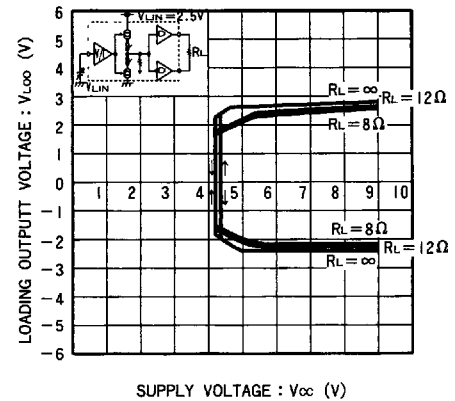 6
5
4
3
2
1
0
−1
−2
−3
−4
−5
−6
1 2 3 4 5 6 7 8 9 10
LOADING OUTPUTT VOLTAGE : VLOO (V)
SUPPLY VOLTAGE : Vcc (V)
VLIN=2.5V
VLIN
RL
RL=∞
RL=12Ω
RL=8Ω
RL=8Ω
RL=12Ω
RL=∞